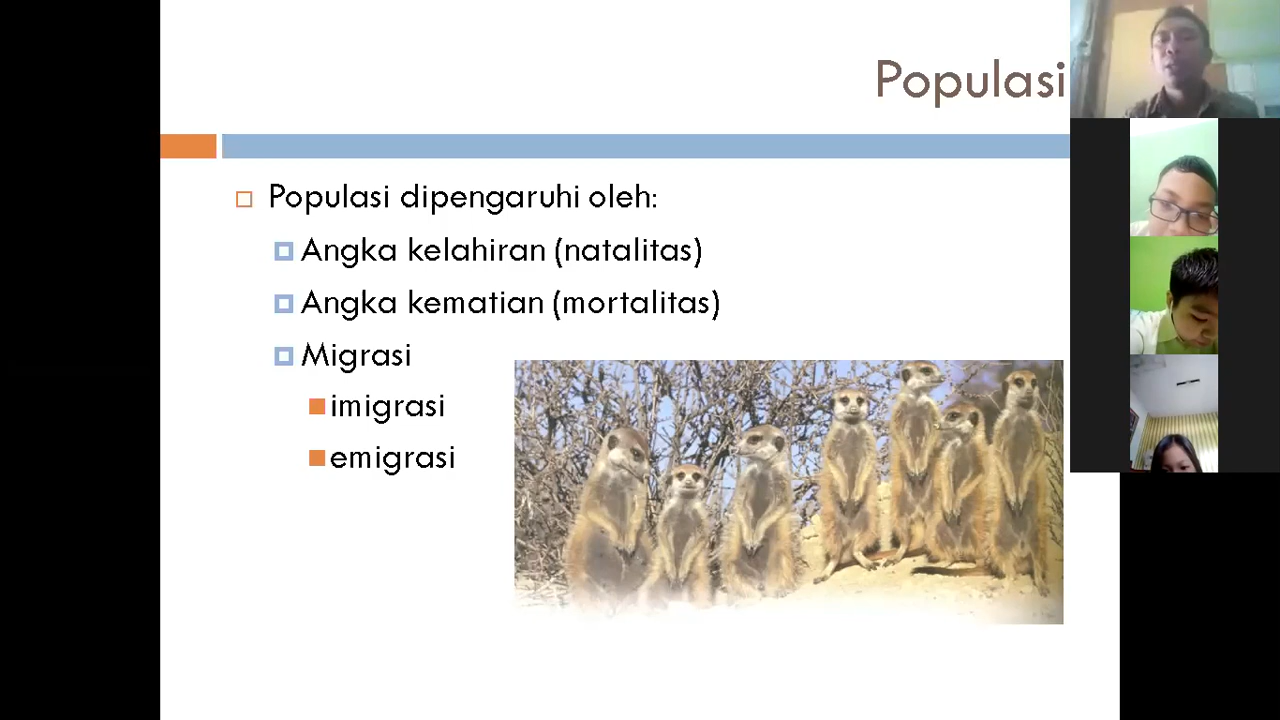 Populasi
Populasi dipengaruhi oleh:
Angka kelahiran (natalitas)
Angka kematian (mortalitas)
Migrasi
imigrasi
emigrasi